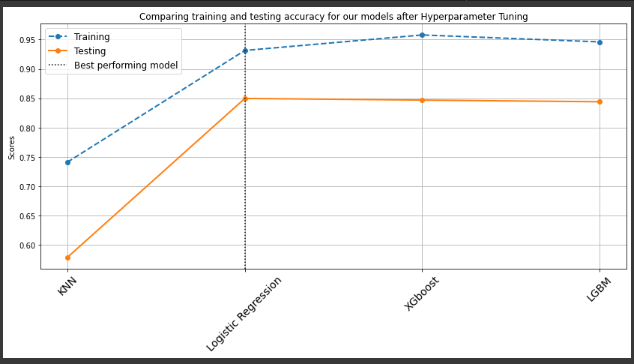 Comparing training and testing accuracy for our models after Hyperparameter Tuning
Training
Testing
Best performing model
Scores
0.95
0.90
0.85
0.80
0.75
0.70
0.65
0.60
KNN
Logistic Regression
XGboost
LGBM